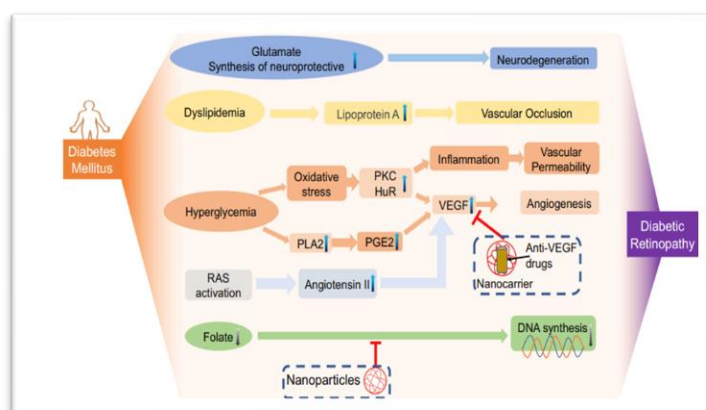 Glutamate
Synthesis of neuroprotective
Neurodegeneration
Dyslipidemia
Lipoprotein A
Vascular Occlusion
Diabetes
Mellitus
Oxidative
stress
PKC
HuR
Inflammation
Vascular
Permeability
Hyperglycemia
VEGF
Angiogenesis
PLA2
PGE2
Diabetic
Retinopathy
Anti-VEGF
drugs
Nanocarrier
RAS
activation
Angiotensin II
Folate
DNA synthesis
Nanoparticles